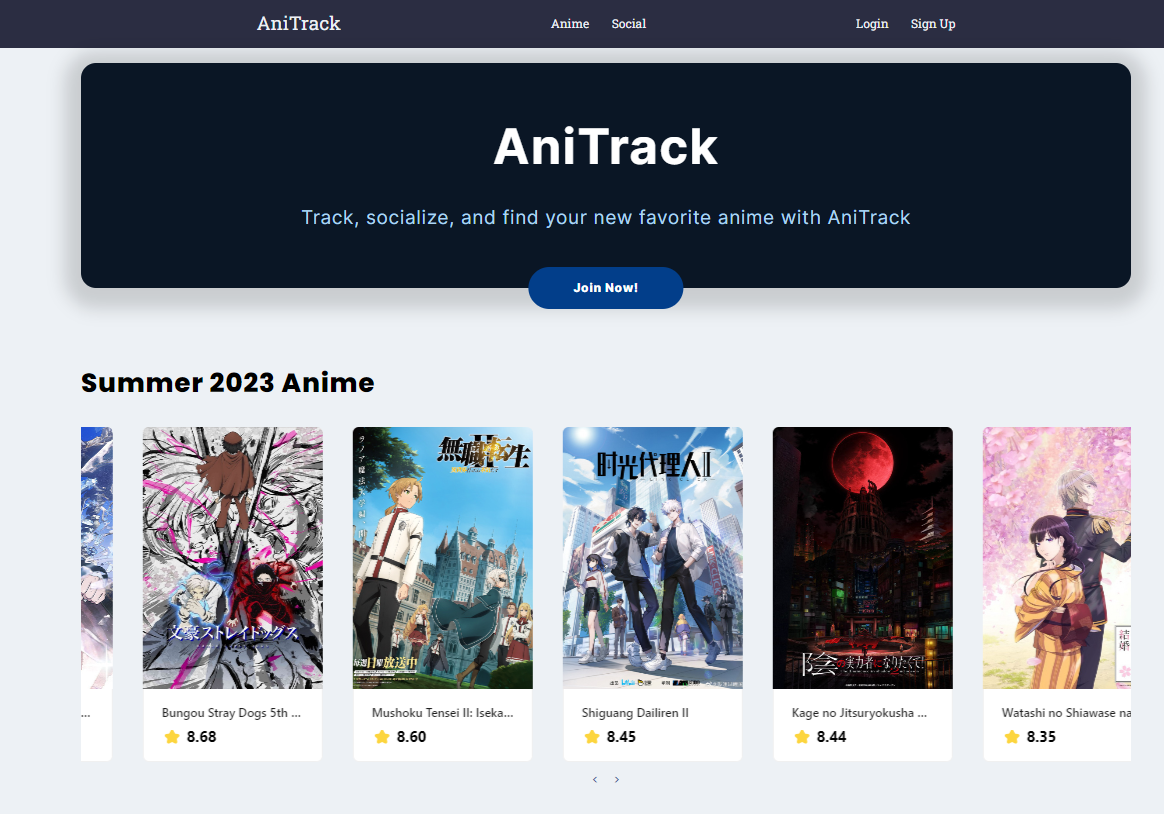 AniTrack
Anime Social
Login Sign Up
AniTrack
Track, socialize, and find your new favorite anime with AniTrack
Join Now!
Summer 2023 Anime
文豪ストレイドッグス
無職転生
II
毎週日曜放送中
时光代理人II
陰の実力者になりたくて!
結婚
...
Bungou Stray Dogs 5th ...
8.68
Mushoku Tensei II: Iseka...
8.60
Shiguang Dailiren II
8.45
Kage no Jitsuryokusha ...
8.44
Watashi no Shiawase na
8.35
< >